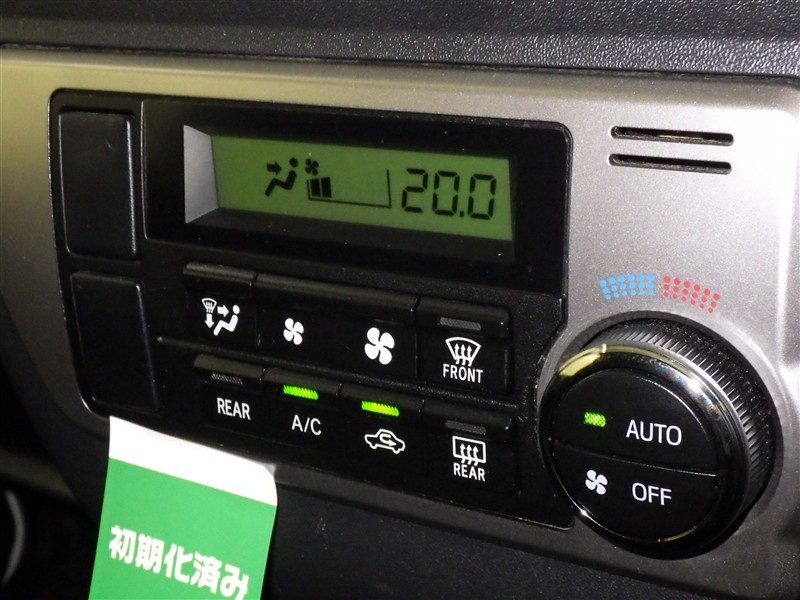 20.0
FRONT
REAR
A/C
REAR
AUTO
OFF
初期化済み